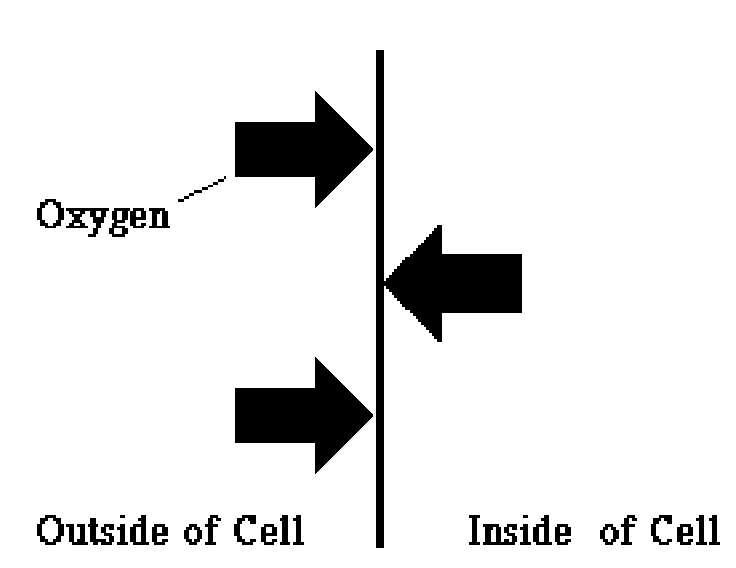 Oxygen
Outside of Cell
Inside of Cell